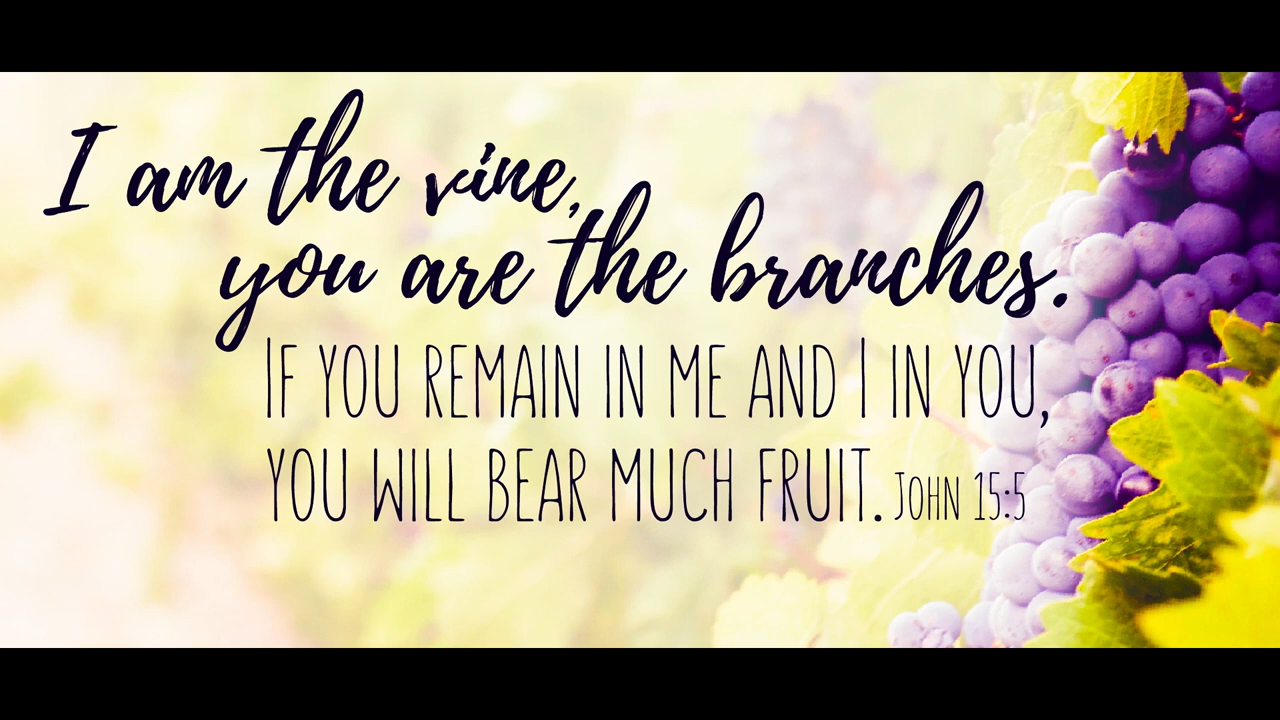 I am the vine,
you are the branches.
IF YOU REMAIN IN ME AND I IN YOU,
YOU WILL BEAR MUCH FRUIT. JOHN 15:5